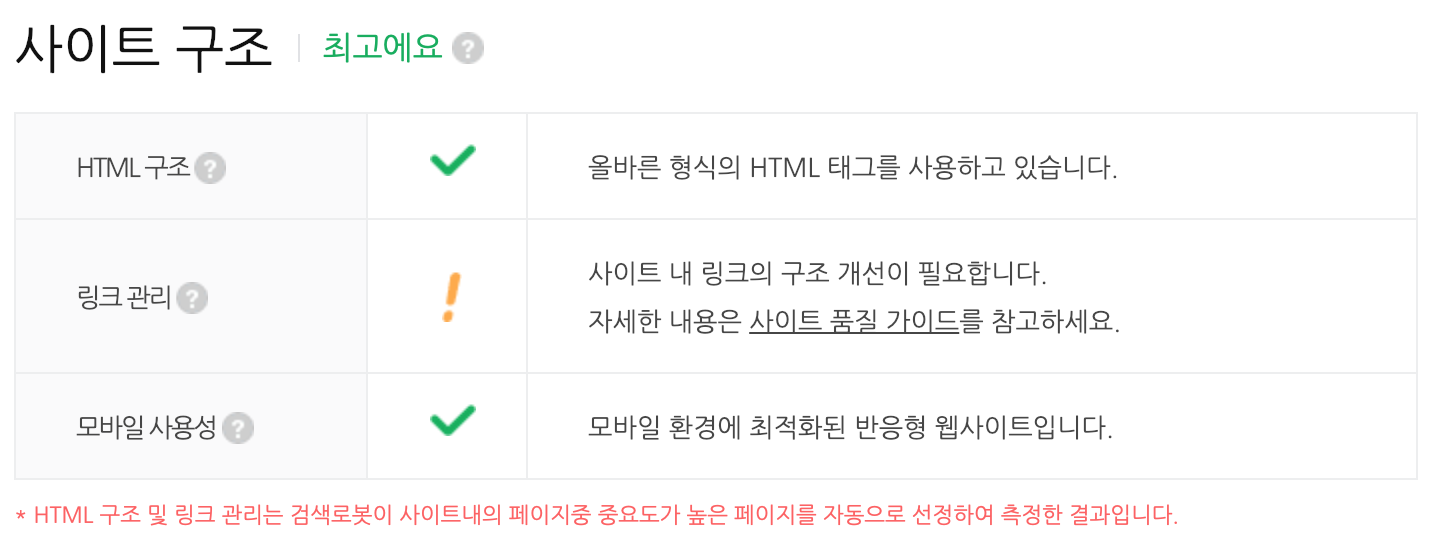 사이트 구조 | 최고에요 ?
HTML 구조 ?
올바른 형식의 HTML 태그를 사용하고 있습니다.
링크 관리 ?
사이트 내 링크의 구조 개선이 필요합니다.
자세한 내용은 사이트 품질 가이드를 참고하세요.
모바일 사용성 ?
모바일 환경에 최적화된 반응형 웹사이트입니다.
* HTML 구조 및 링크 관리는 검색로봇이 사이트내의 페이지중 중요도가 높은 페이지를 자동으로 선정하여 측정한 결과입니다.